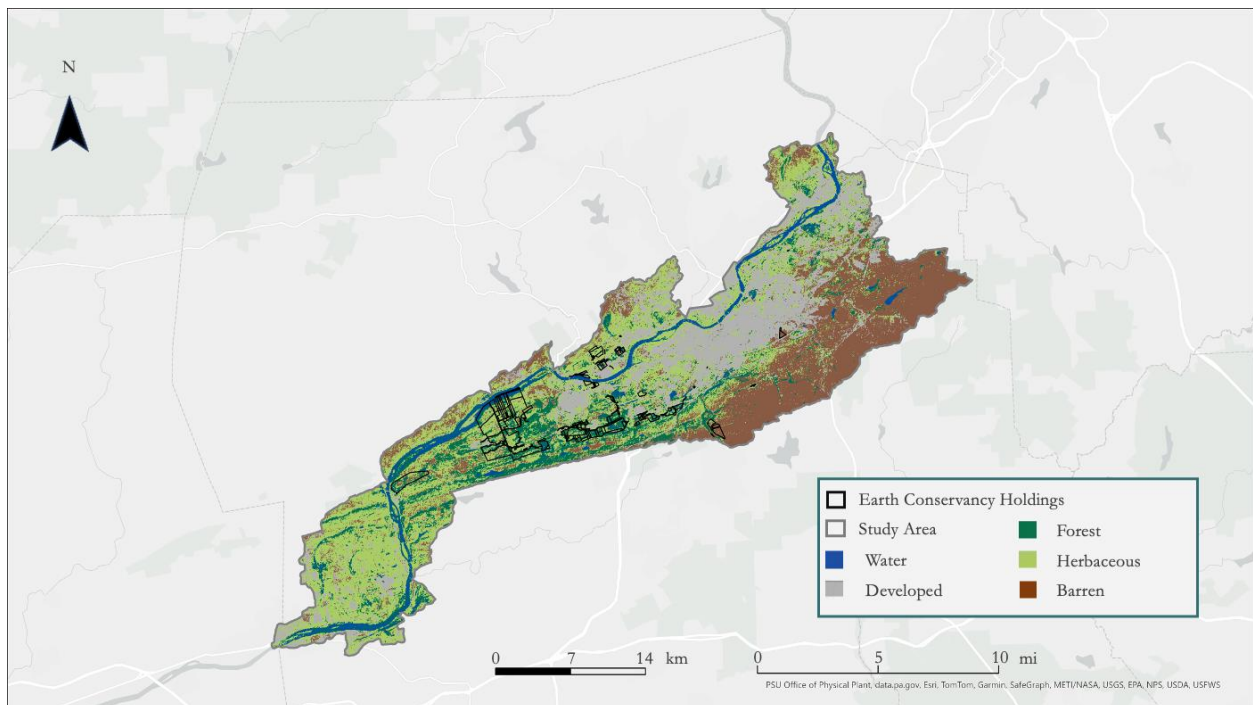 N
Earth Conservancy Holdings
Study Area
Forest
Water
Herbaceous
Developed
Barren
0 7 14 km
0 5 10 mi
PSU Office of Physical Plant, data.pa.gov, Esri, TomTom, Garmin, SafeGraph, METI/NASA, USGS, EPA, NPS, USDA, USFWS